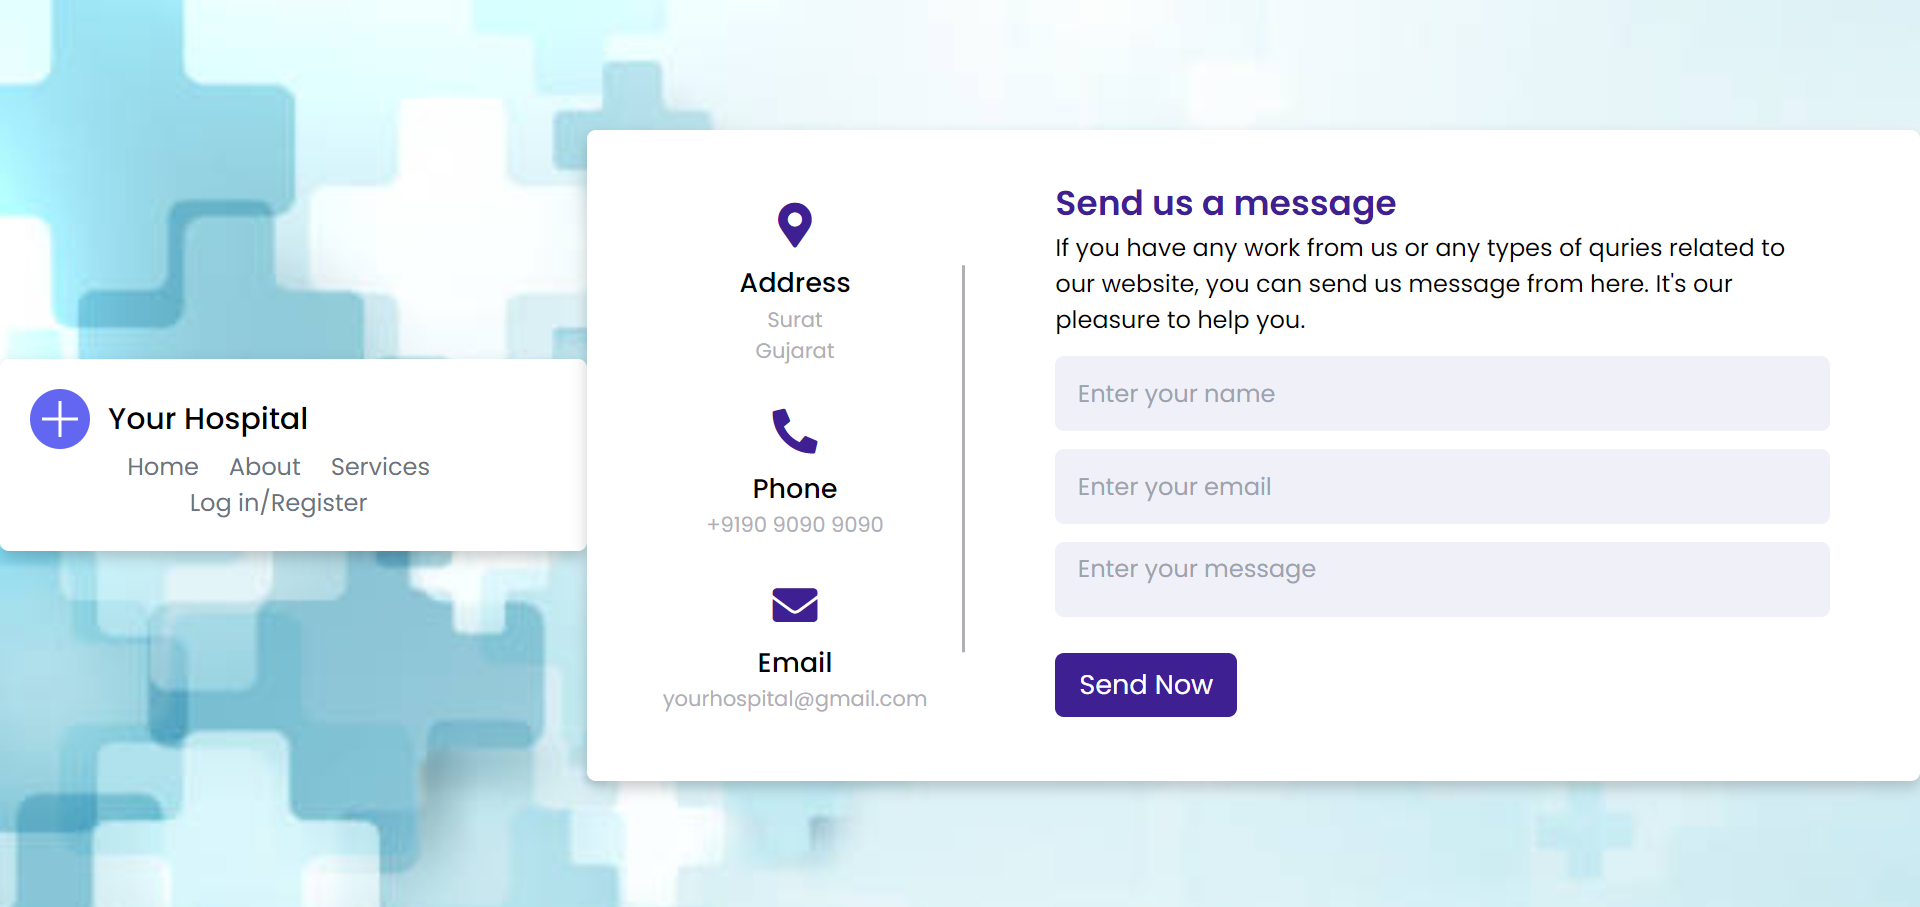 Your Hospital
Home About Services
Log in/Register
Address
Surat
Gujarat
Phone
+9190 9090 9090
Email
yourhospital@gmail.com
Send us a message
If you have any work from us or any types of quries related to
our website, you can send us message from here. It's our
pleasure to help you.
Enter your name
Enter your email
Enter your message
Send Now